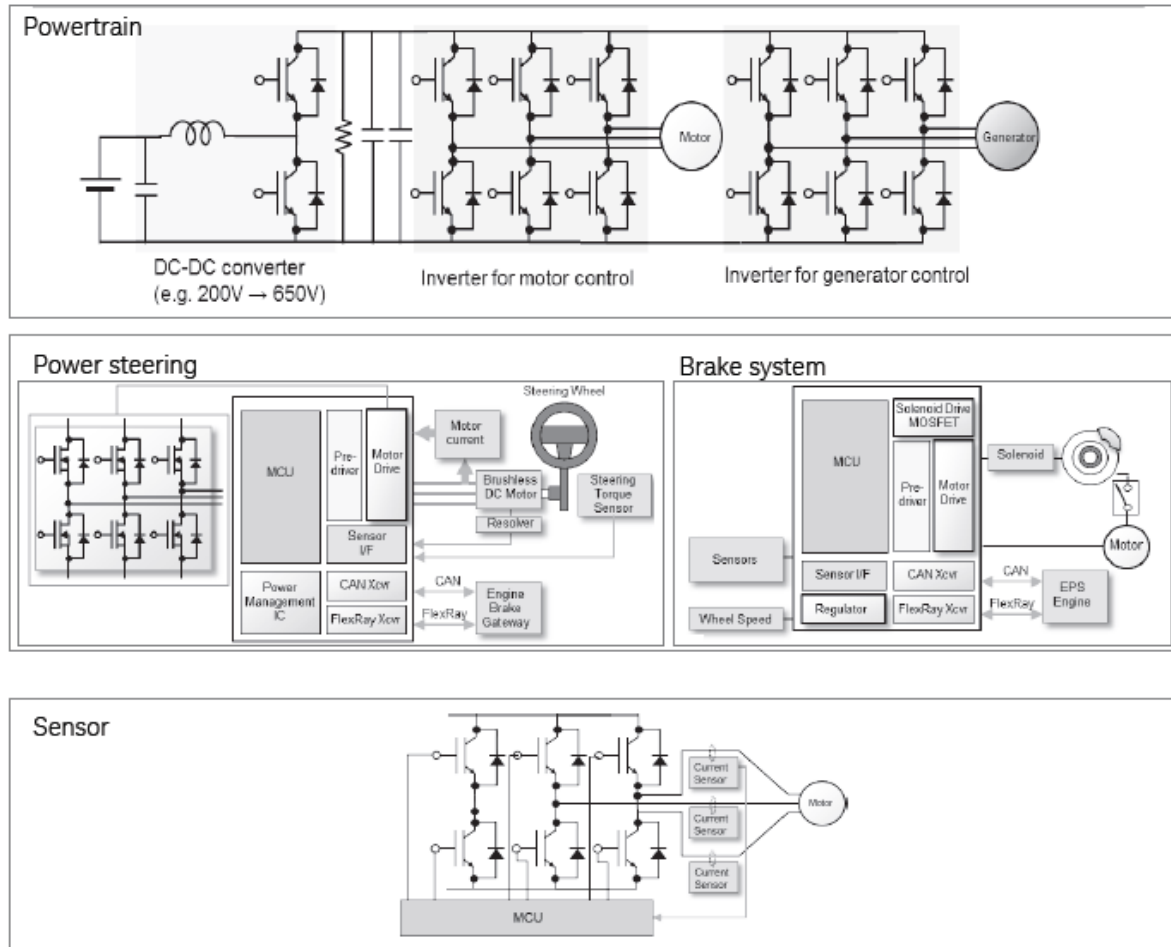 Powertrain
Motor
Generator
DC-DC converter
(e.g. 200V → 650V)
Inverter for motor control
Inverter for generator control
Power steering
MCU
Pre-
driver
Motor
Drive
Sensor
I/F
Power
Management
IC
CAN Xcvr
FlexRay Xcvr
Motor
current
Steering Wheel
Brushless
DC Motor
Resolver
Steering
Torque
Sensor
CAN
FlexRay
Engine
Brake
Gateway
Brake system
MCU
Solenoid Drive
MOSFET
Pre-
driver
Motor
Drive
Solenoid
Motor
Sensors
Wheel Speed
Sensor I/F
Regulator
CAN Xcvr
FlexRay Xcvr
CAN
FlexRay
EPS
Engine
Sensor
Current
Sensor
Current
Sensor
Current
Sensor
Motor
MCU